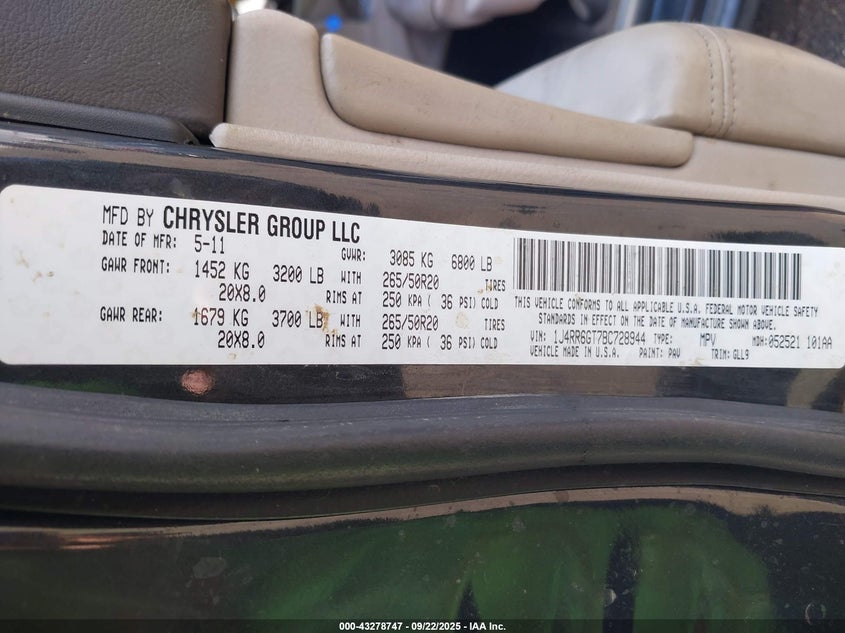 MFD BY CHRYSLER GROUP LLC
DATE OF MFR: 5-11 GVWR: 3085 KG 6800 LB
GAWR FRONT: 1452 KG 3200 LB WITH 265/50R20 TIRES
20X8.0 RIMS AT 250 KPA ( 36 PSI) COLD
GAWR REAR: 1679 KG 3700 LB WITH 265/50R20 TIRES
20X8.0 RIMS AT 250 KPA ( 36 PSI) COLD
THIS VEHICLE CONFORMS TO ALL APPLICABLE U.S.A. FEDERAL MOTOR VEHICLE SAFETY
STANDARDS IN EFFECT ON THE DATE OF MANUFACTURE SHOWN ABOVE.
VIN: 1J4RR6GT7BC728944 TYPE: MPV MDH: 052521 101AA
VEHICLE MADE IN U.S.A. PAINT: PAV TRIM: GLL9
000-43278747 - 09/22/2025 - IAA Inc.